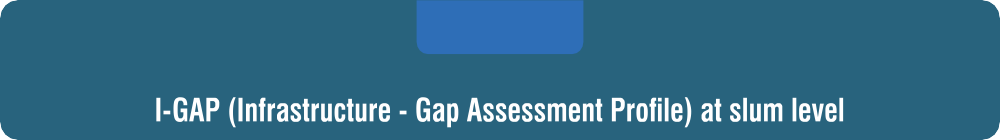 I-GAP (Infrastructure - Gap Assessment Profile) at slum level